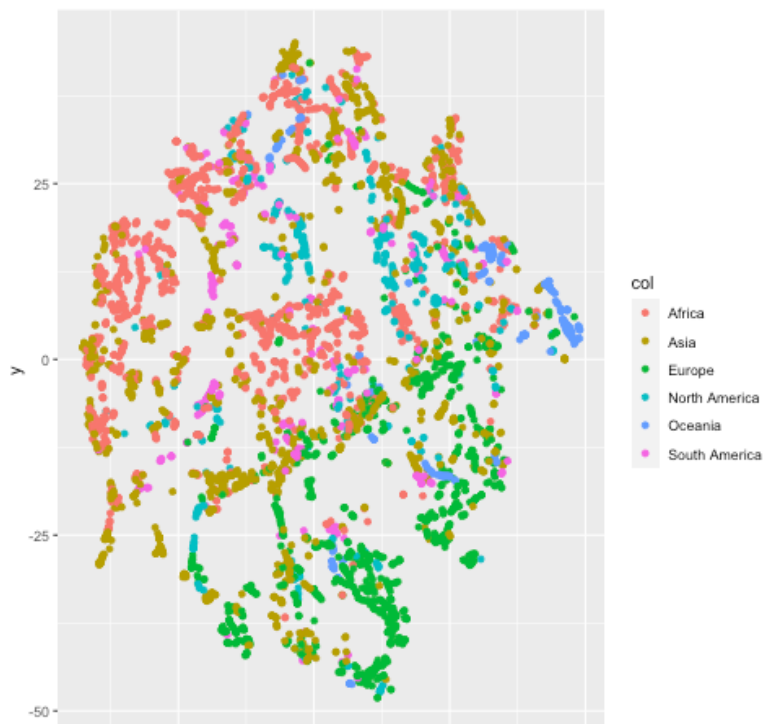 25
0
-25
-50
y
col
Africa
Asia
Europe
North America
Oceania
South America